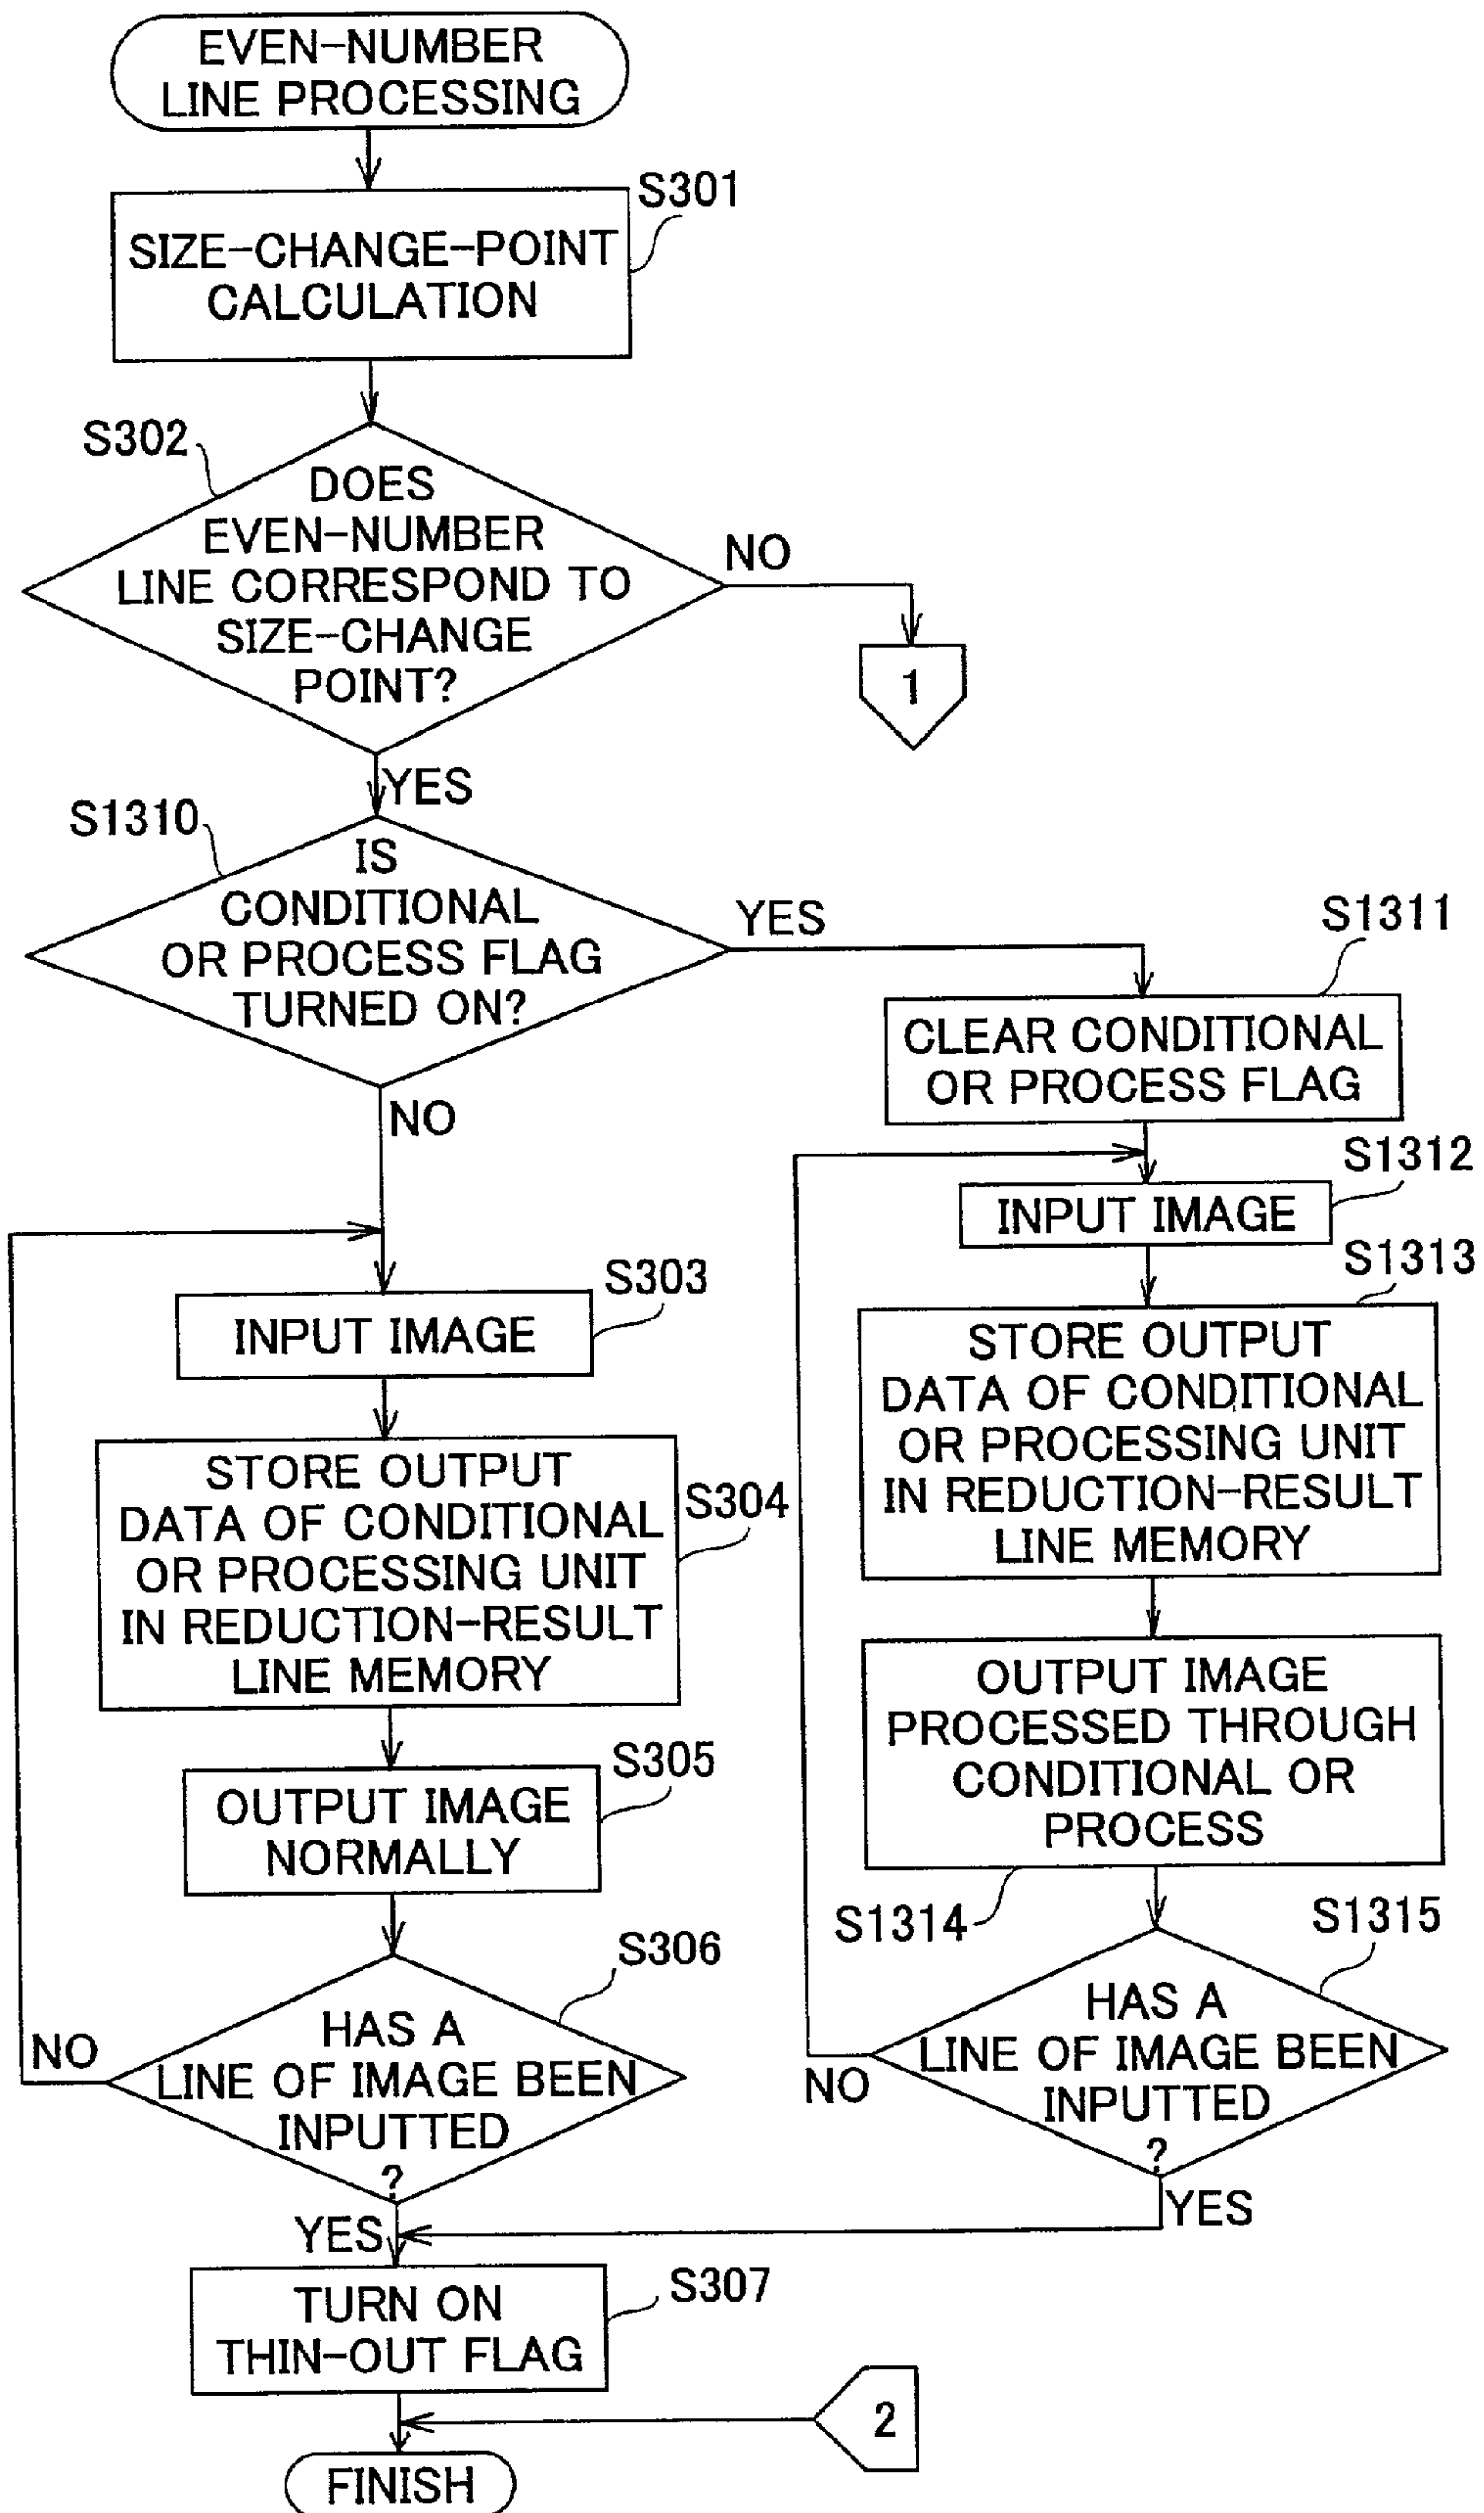 EVEN-NUMBER
LINE PROCESSING
S301
SIZE-CHANGE-POINT
CALCULATION
S302
DOES
EVEN-NUMBER
LINE CORRESPOND TO
SIZE-CHANGE
POINT?
NO
1
YES
S1310
IS
CONDITIONAL
OR PROCESS FLAG
TURNED ON?
YES
NO
S1311
CLEAR CONDITIONAL
OR PROCESS FLAG
S1312
INPUT IMAGE
S1313
STORE OUTPUT
DATA OF CONDITIONAL
OR PROCESSING UNIT
IN REDUCTION-RESULT
LINE MEMORY
OUTPUT IMAGE
PROCESSED THROUGH
CONDITIONAL OR
PROCESS
S1314
S1315
HAS A
LINE OF IMAGE BEEN
INPUTTED
?
NO
YES
S303
INPUT IMAGE
STORE OUTPUT
DATA OF CONDITIONAL
OR PROCESSING UNIT
IN REDUCTION-RESULT
LINE MEMORY
S304
S305
OUTPUT IMAGE
NORMALLY
S306
HAS A
LINE OF IMAGE BEEN
INPUTTED
?
NO
YES
S307
TURN ON
THIN-OUT FLAG
2
FINISH